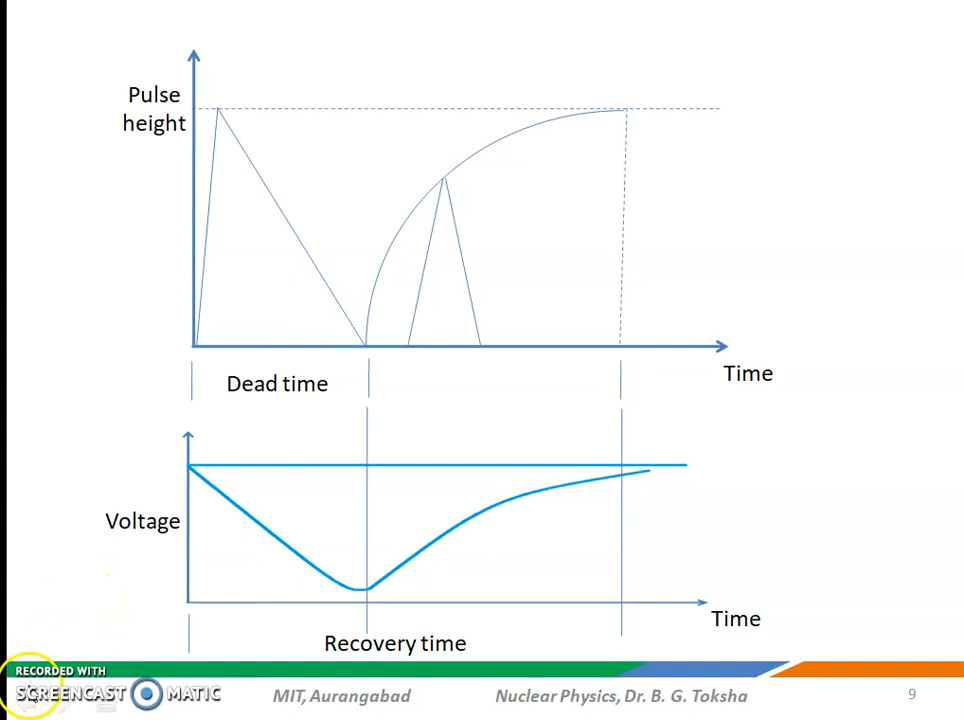 Pulse
height
Time
Dead time
Voltage
Time
Recovery time
RECORDED WITH
SCREENCAST MATIC
MIT, Aurangabad
Nuclear Physics, Dr. B. G. Toksha
9